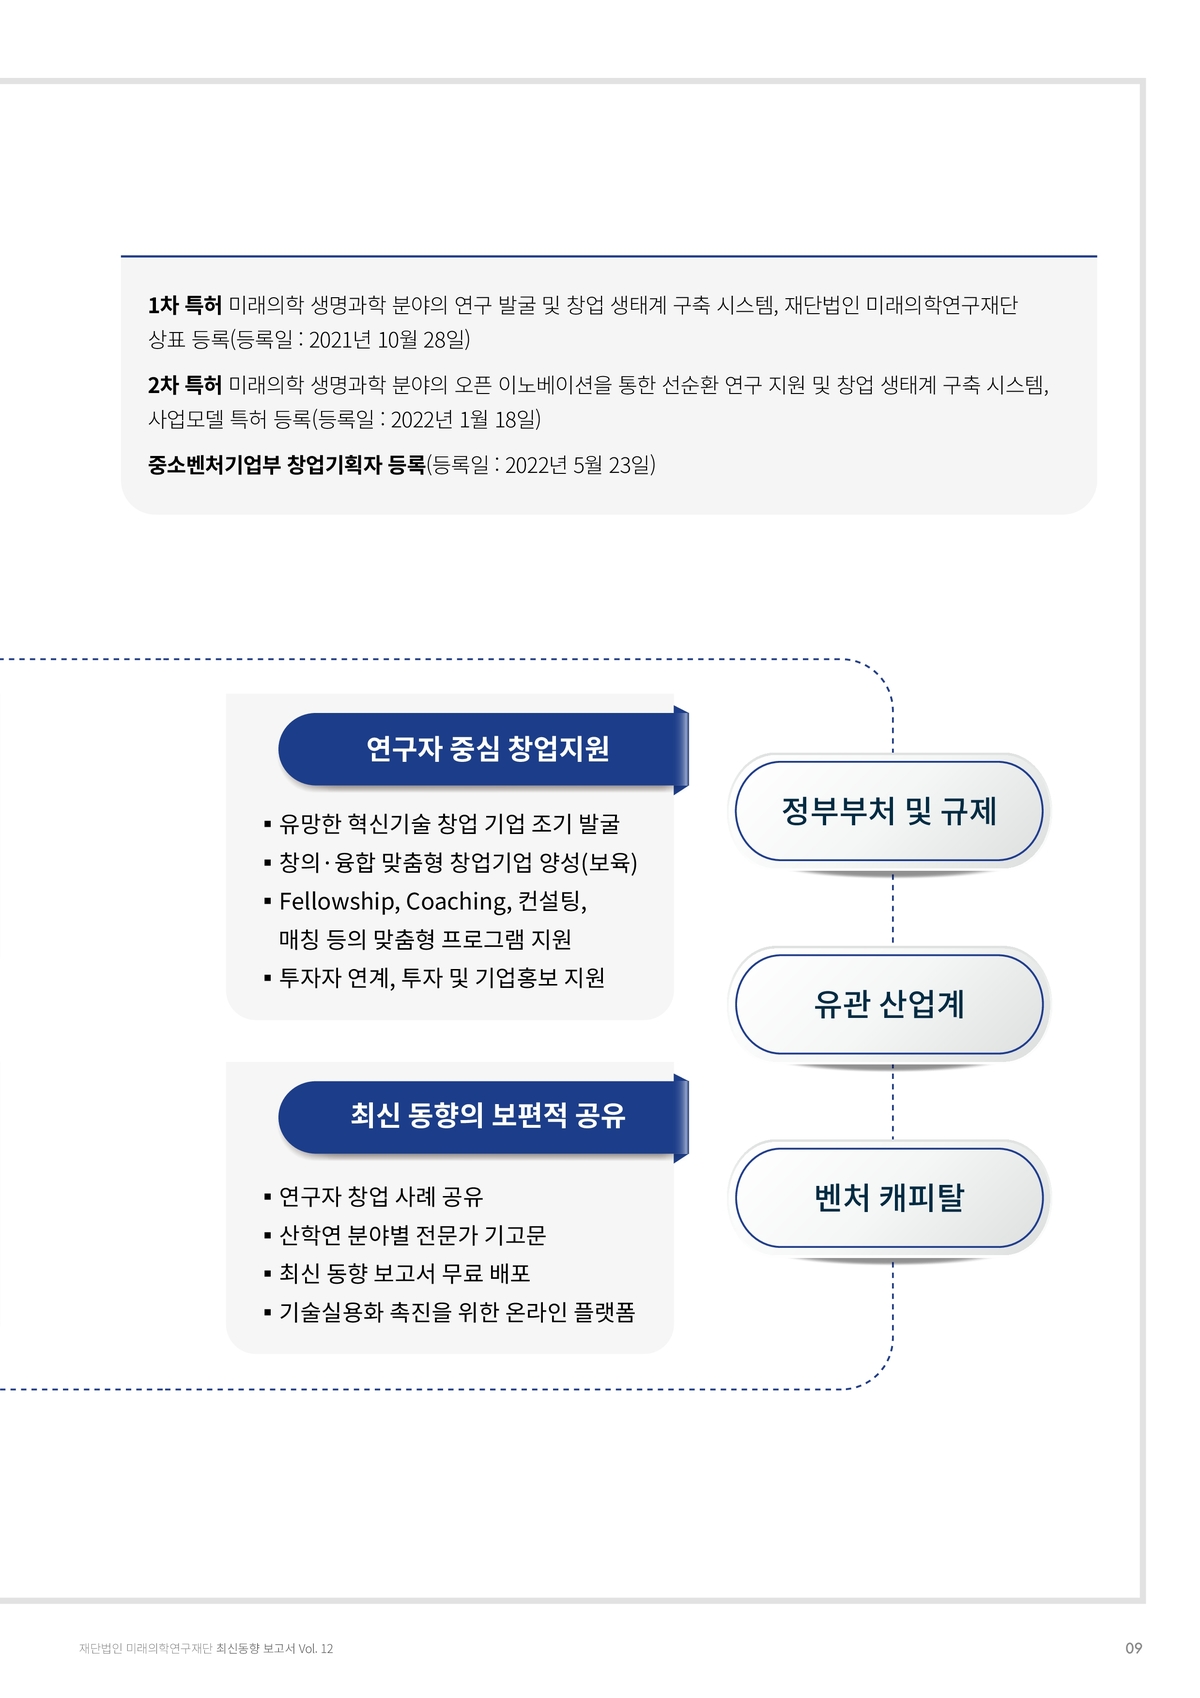 1차 특허 미래의학 생명과학 분야의 연구 발굴 및 창업 생태계 구축 시스템, 재단법인 미래의학연구재단
상표 등록(등록일 : 2021년 10월 28일)
2차 특허 미래의학 생명과학 분야의 오픈 이노베이션을 통한 선순환 연구 지원 및 창업 생태계 구축 시스템,
사업모델 특허 등록(등록일 : 2022년 1월 18일)
중소벤처기업부 창업기획자 등록(등록일 : 2022년 5월 23일)
연구자 중심 창업지원
▪ 유망한 혁신기술 창업 기업 조기 발굴
▪ 창의·융합 맞춤형 창업기업 양성(보육)
▪ Fellowship, Coaching, 컨설팅,
매칭 등의 맞춤형 프로그램 지원
▪ 투자자 연계, 투자 및 기업홍보 지원
최신 동향의 보편적 공유
▪ 연구자 창업 사례 공유
▪ 산학연 분야별 전문가 기고문
▪ 최신 동향 보고서 무료 배포
▪ 기술실용화 촉진을 위한 온라인 플랫폼
정부부처 및 규제
유관 산업계
벤처 캐피탈
재단법인 미래의학연구재단 최신동향 보고서 Vol. 12
09